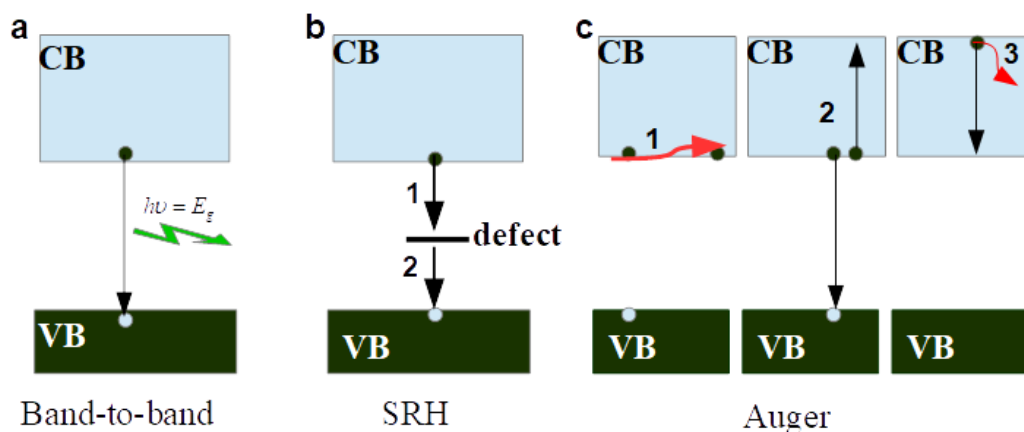 a
CB
hυ = E_g
VB
Band-to-band
b
CB
1
defect
2
VB
SRH
c
CB
1
VB
CB
2
VB
CB
3
VB
Auger